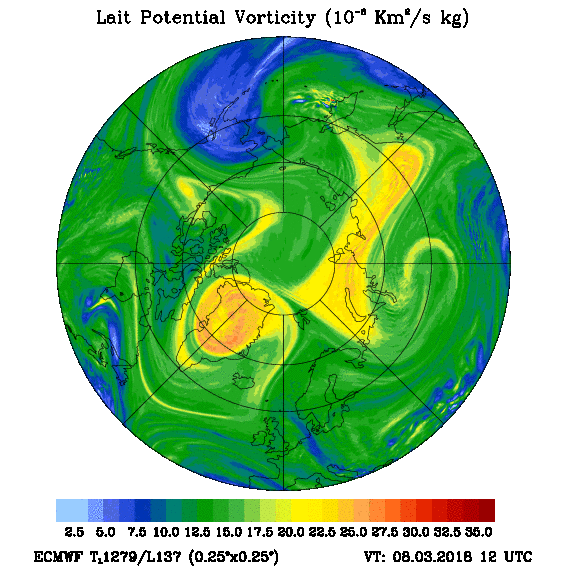 Lait Potential Vorticity (10⁻⁶ Km²/s kg)
2.5 5.0 7.5 10.0 12.5 15.0 17.5 20.0 22.5 25.0 27.5 30.0 32.5 35.0
ECMWF T_L1279/L137 (0.25°x0.25°) VT: 08.03.2018 12 UTC